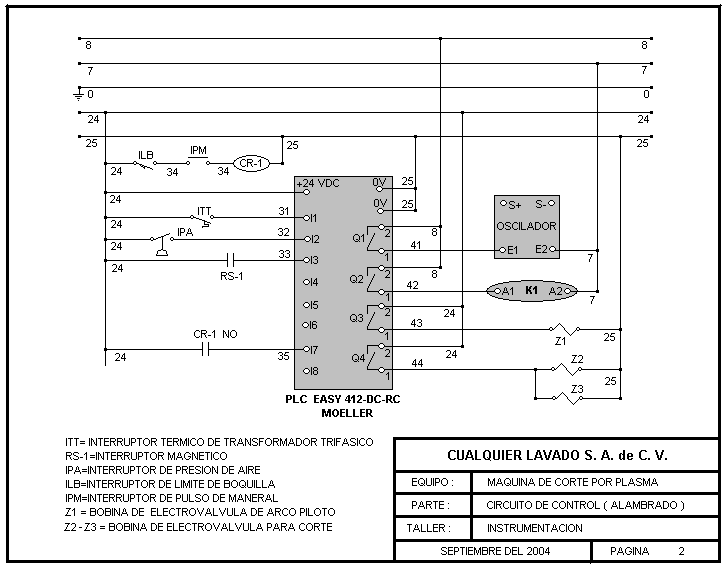 8 8
7 7
0 0
24 24
25 25
ILB IPM 25
24 34 34 CR-1
+24 VDC 0V 25
24 0V 25
ITT 31 I1 8 S+ S-
24 OSCILADOR
IPA 32 I2 Q1 2 41 E1 E2
24 1 7
33 I3 2 8
24 RS-1 Q2 42 A1 K1 A2
I4 1 7
I5 24
I6 Q3 2 43
CR-1 NO 1 Z1 25
24 35 I7 24
Q4 2 44 Z2
I8 1 25
Z3
PLC EASY 412-DC-RC
MOELLER
ITT= INTERRUPTOR TERMICO DE TRANSFORMADOR TRIFASICO
RS-1=INTERRUPTOR MAGNETICO
IPA=INTERRUPTOR DE PRESION DE AIRE
ILB=INTERRUPTOR DE LIMITE DE BOQUILLA
IPM=INTERRUPTOR DE PULSO DE MANERAL
Z1 = BOBINA DE ELECTROVALVULA DE ARCO PILOTO
Z2 - Z3 = BOBINA DE ELECTROVALVULA PARA CORTE
CUALQUIER LAVADO S. A. de C. V.
EQUIPO : MAQUINA DE CORTE POR PLASMA
PARTE : CIRCUITO DE CONTROL ( ALAMBRADO )
TALLER : INSTRUMENTACION
SEPTIEMBRE DEL 2004 PAGINA 2